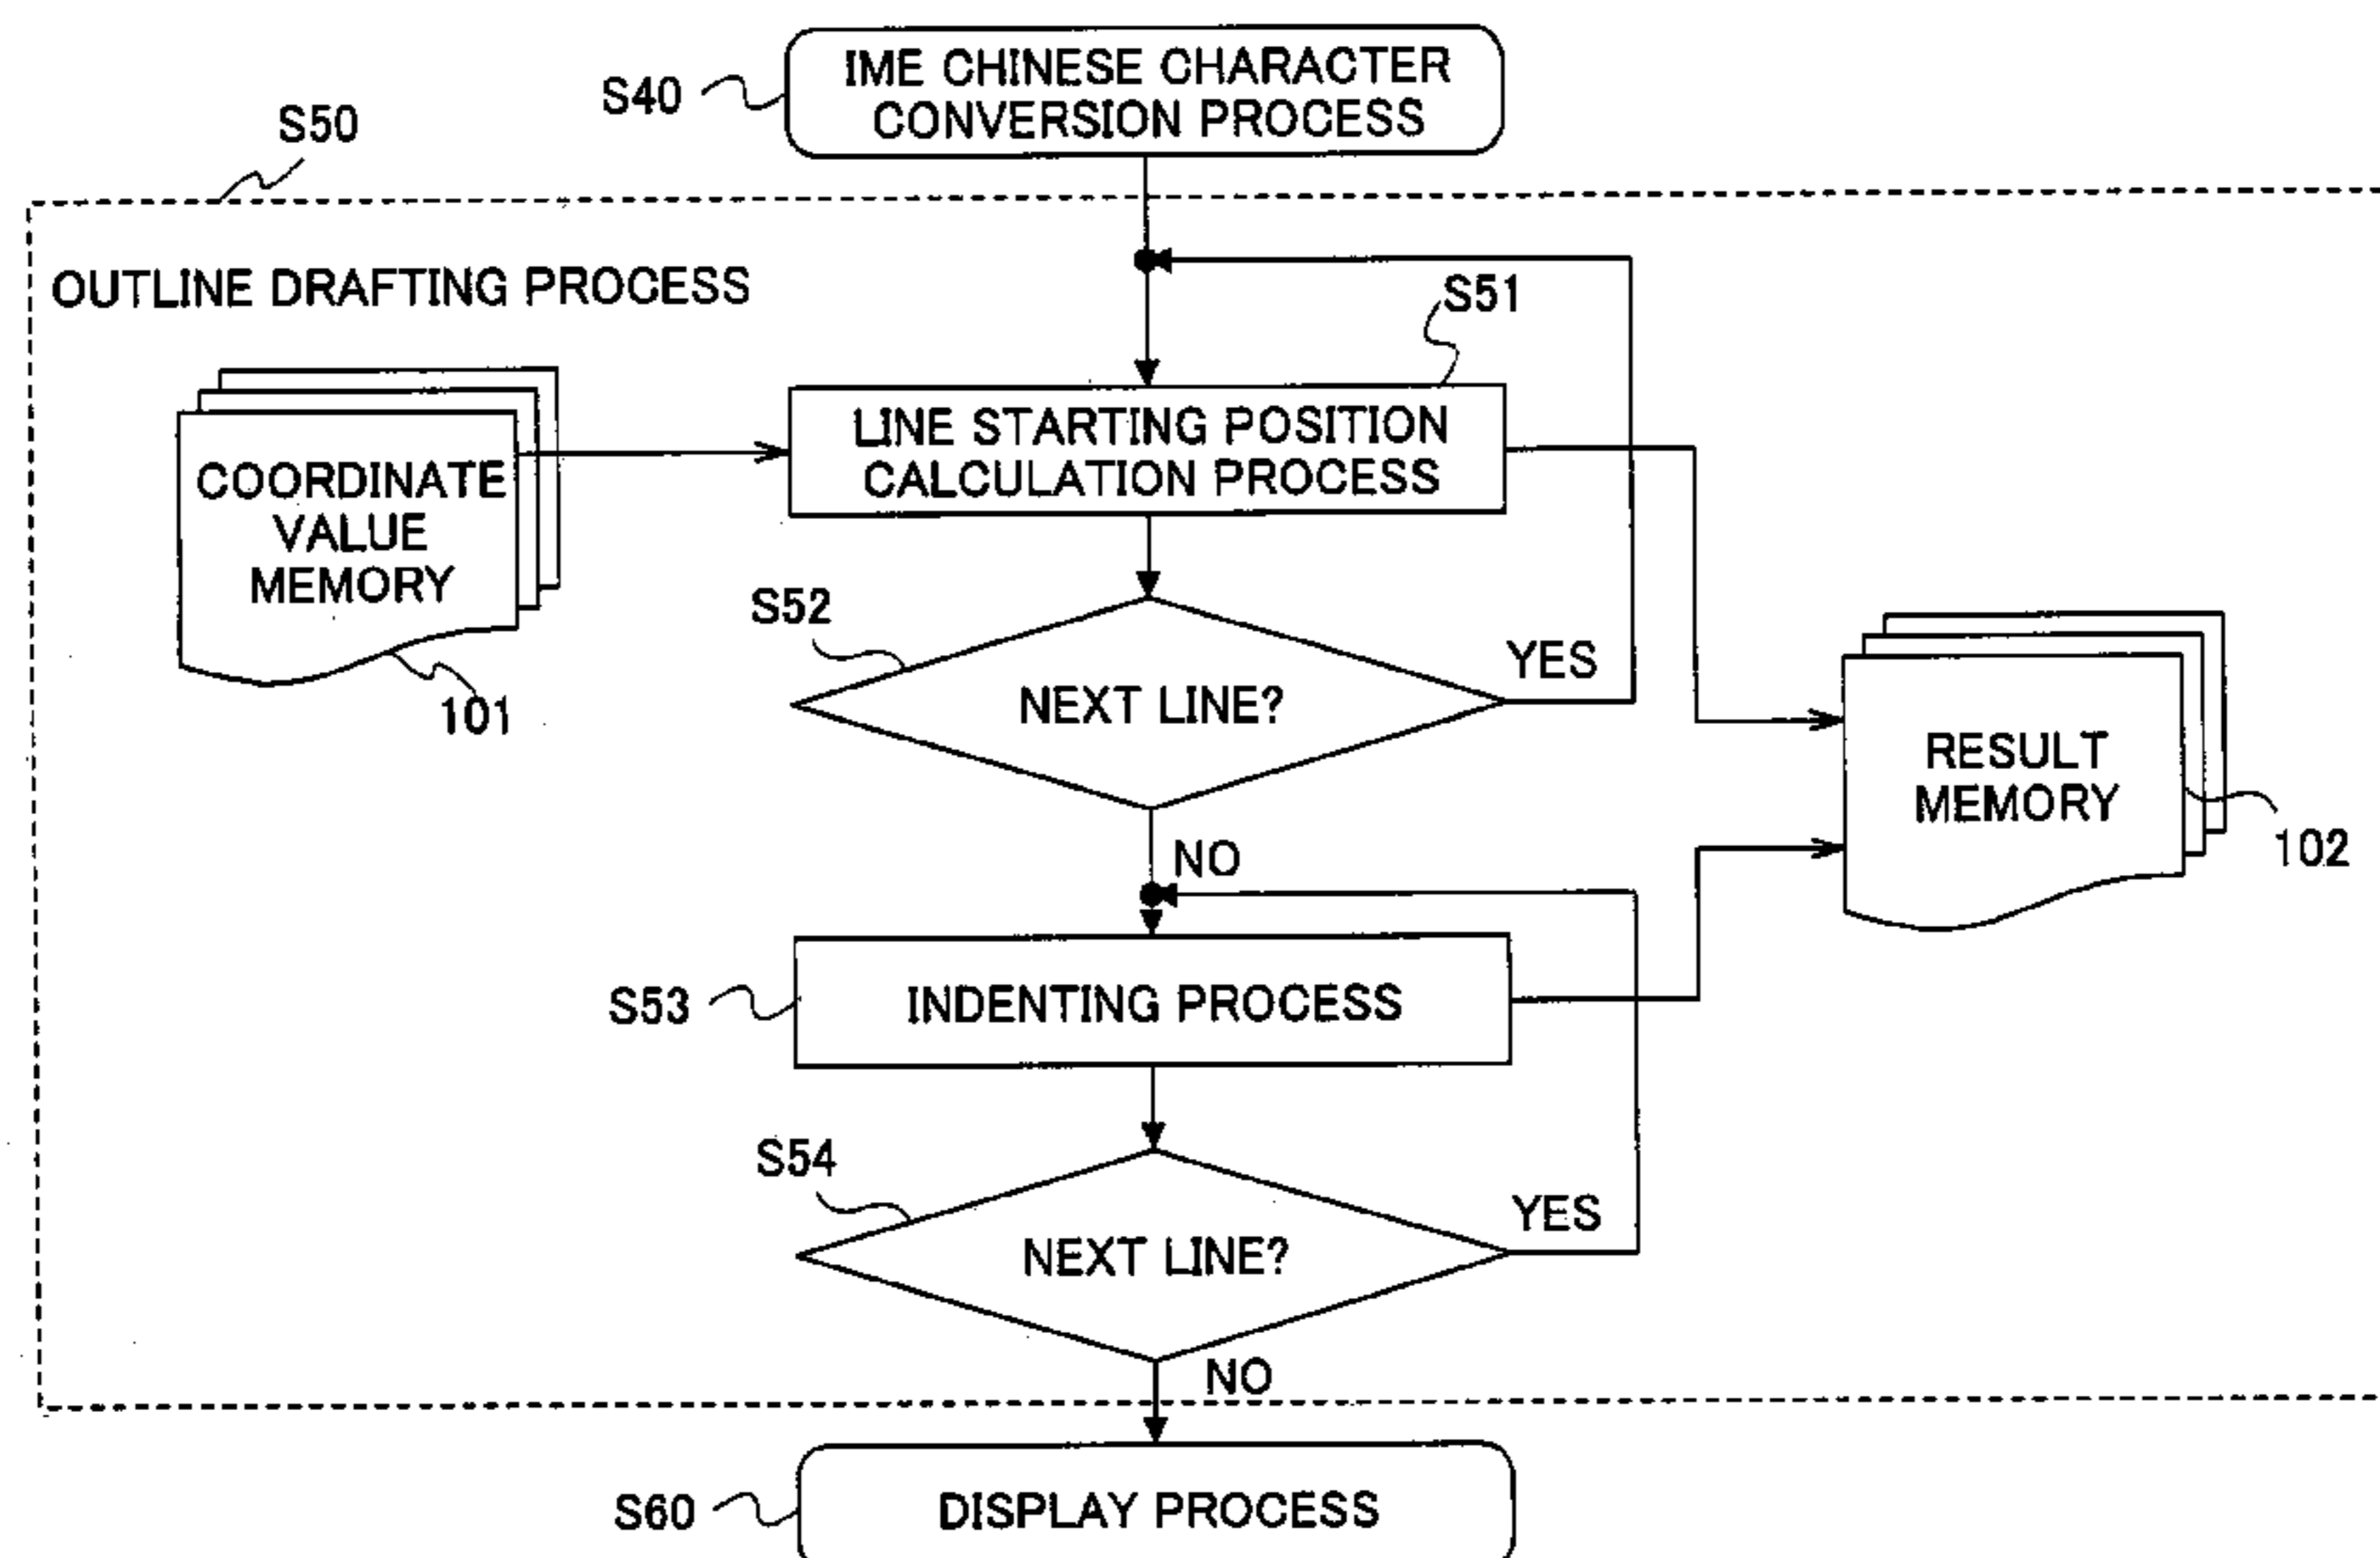 IME CHINESE CHARACTER
CONVERSION PROCESS
S40
S50
OUTLINE DRAFTING PROCESS
S51
LINE STARTING POSITION
CALCULATION PROCESS
COORDINATE
VALUE
MEMORY
101
S52
NEXT LINE?
YES
RESULT
MEMORY
102
NO
S53
INDENTING PROCESS
S54
NEXT LINE?
YES
NO
S60
DISPLAY PROCESS